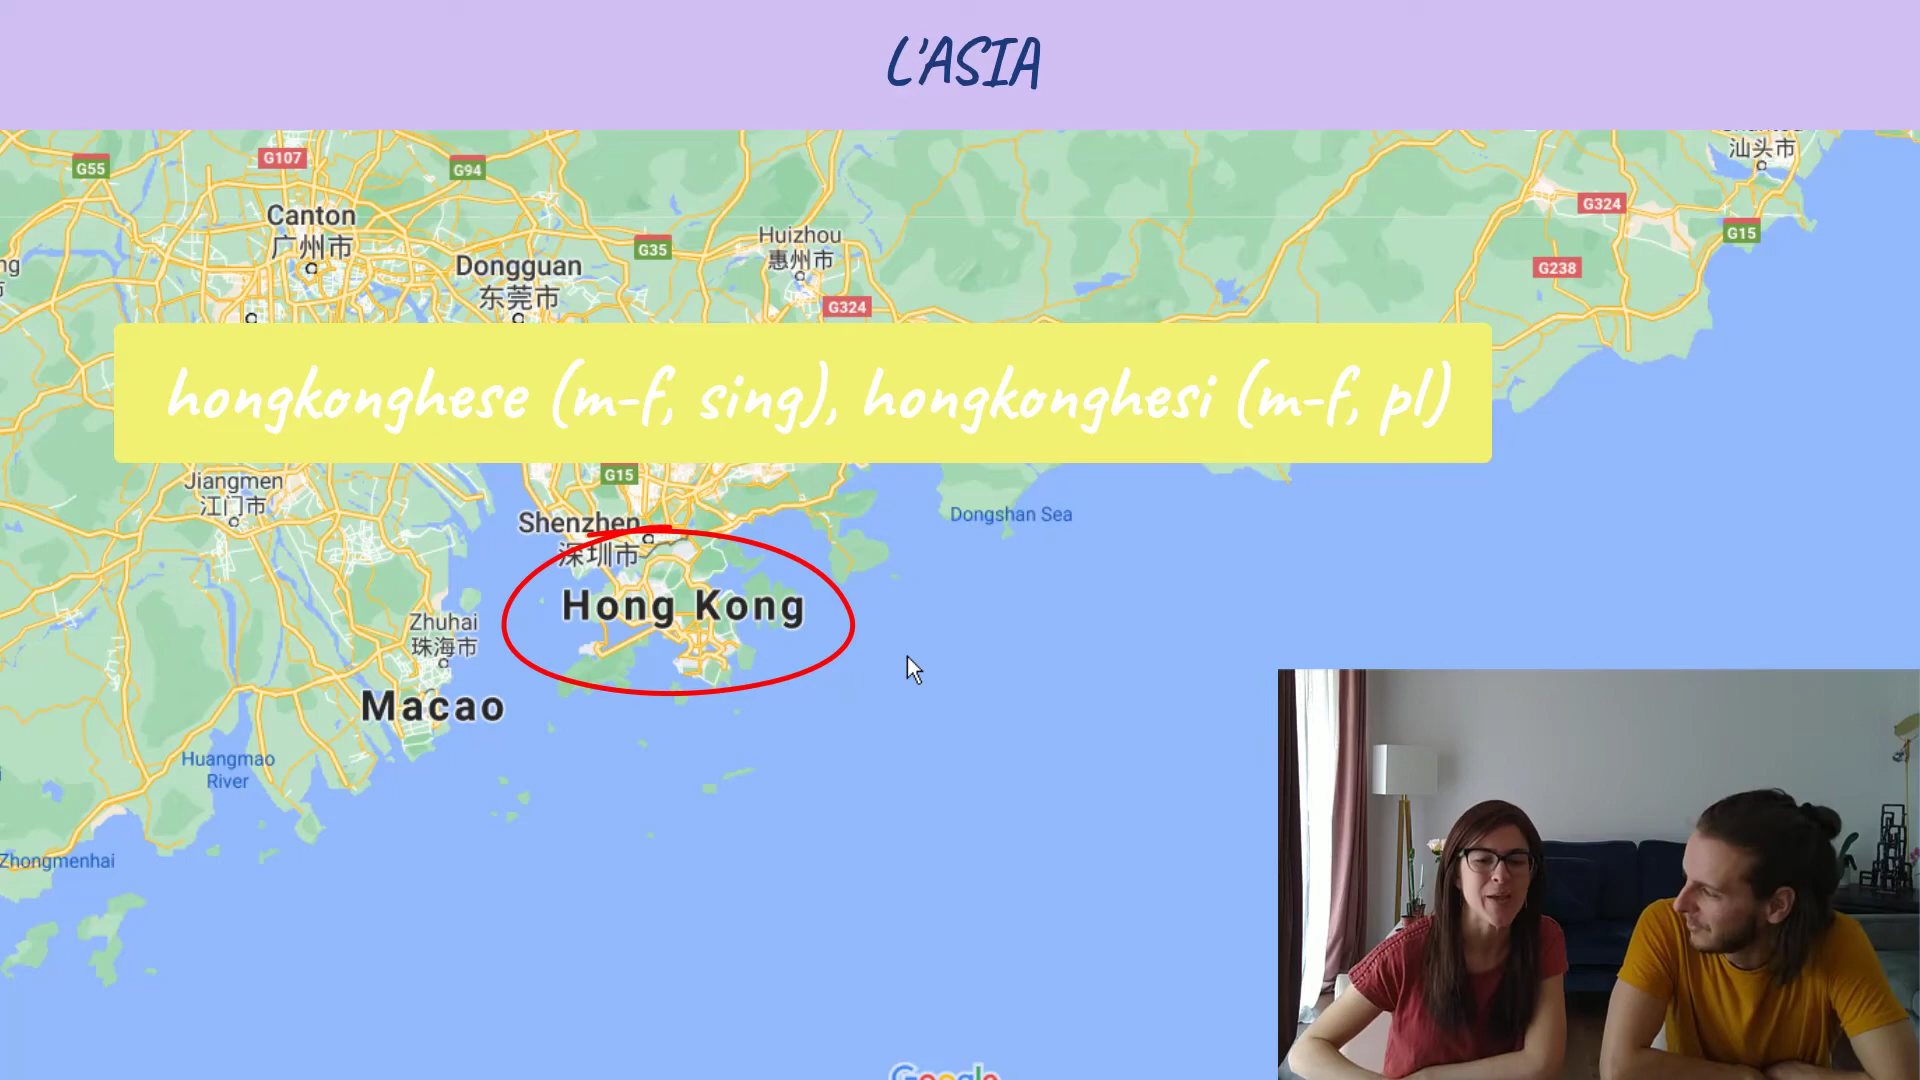 L'ASIA
汕头市
G55
G107
G94
G324
Canton
广州市
G35
Huizhou
惠州市
G15
Dongguan
东莞市
G238
G324
hongkonghese (m-f, sing), hongkonghesi (m-f, pl)
Jiangmen
江门市
G15
Dongshan Sea
Shenzhen
深圳市
Hong Kong
Zhuhai
珠海市
Macao
Huangmao
River
Zhongmenhai
Google